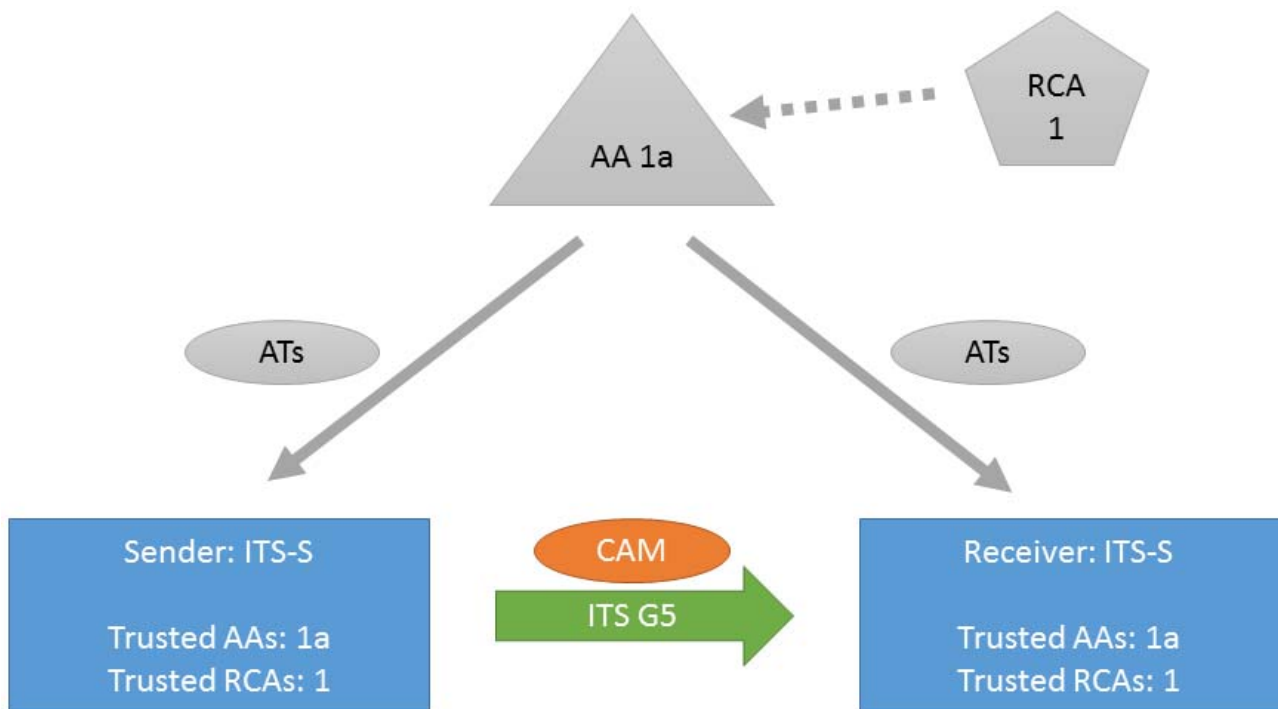 RCA
1
AA 1a
ATs
ATs
Sender: ITS-S
Trusted AAs: 1a
Trusted RCAs: 1
CAM
ITS G5
Receiver: ITS-S
Trusted AAs: 1a
Trusted RCAs: 1